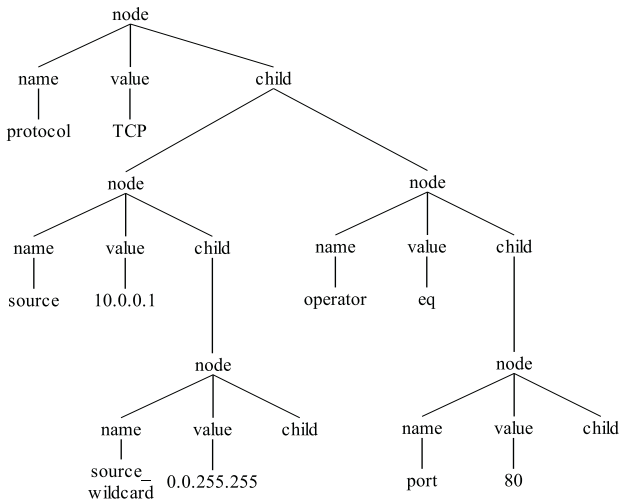 node
name value child
protocol TCP
node node
name value child name value child
source 10.0.0.1 operator eq
node node
name value child name value child
source_
wildcard 0.0.255.255 port 80